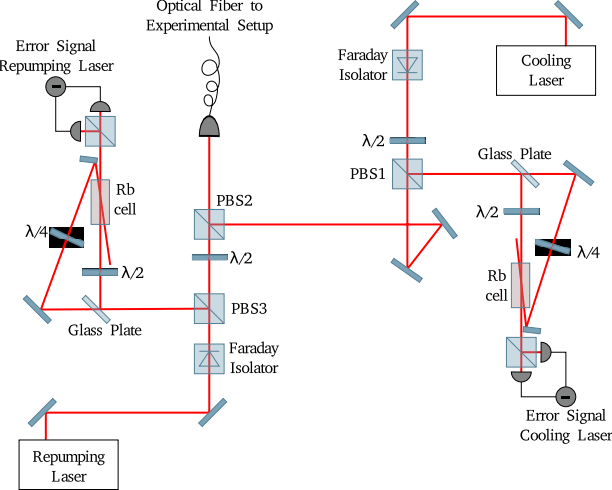 Optical Fiber to
Experimental Setup
Error Signal
Repumping Laser
Faraday
Isolator
Cooling
Laser
λ/2
PBS1
Glass Plate
λ/2
λ/4
Rb
cell
Error Signal
Cooling Laser
Rb
cell
λ/4
λ/2
Glass Plate
PBS2
λ/2
PBS3
Faraday
Isolator
Repumping
Laser